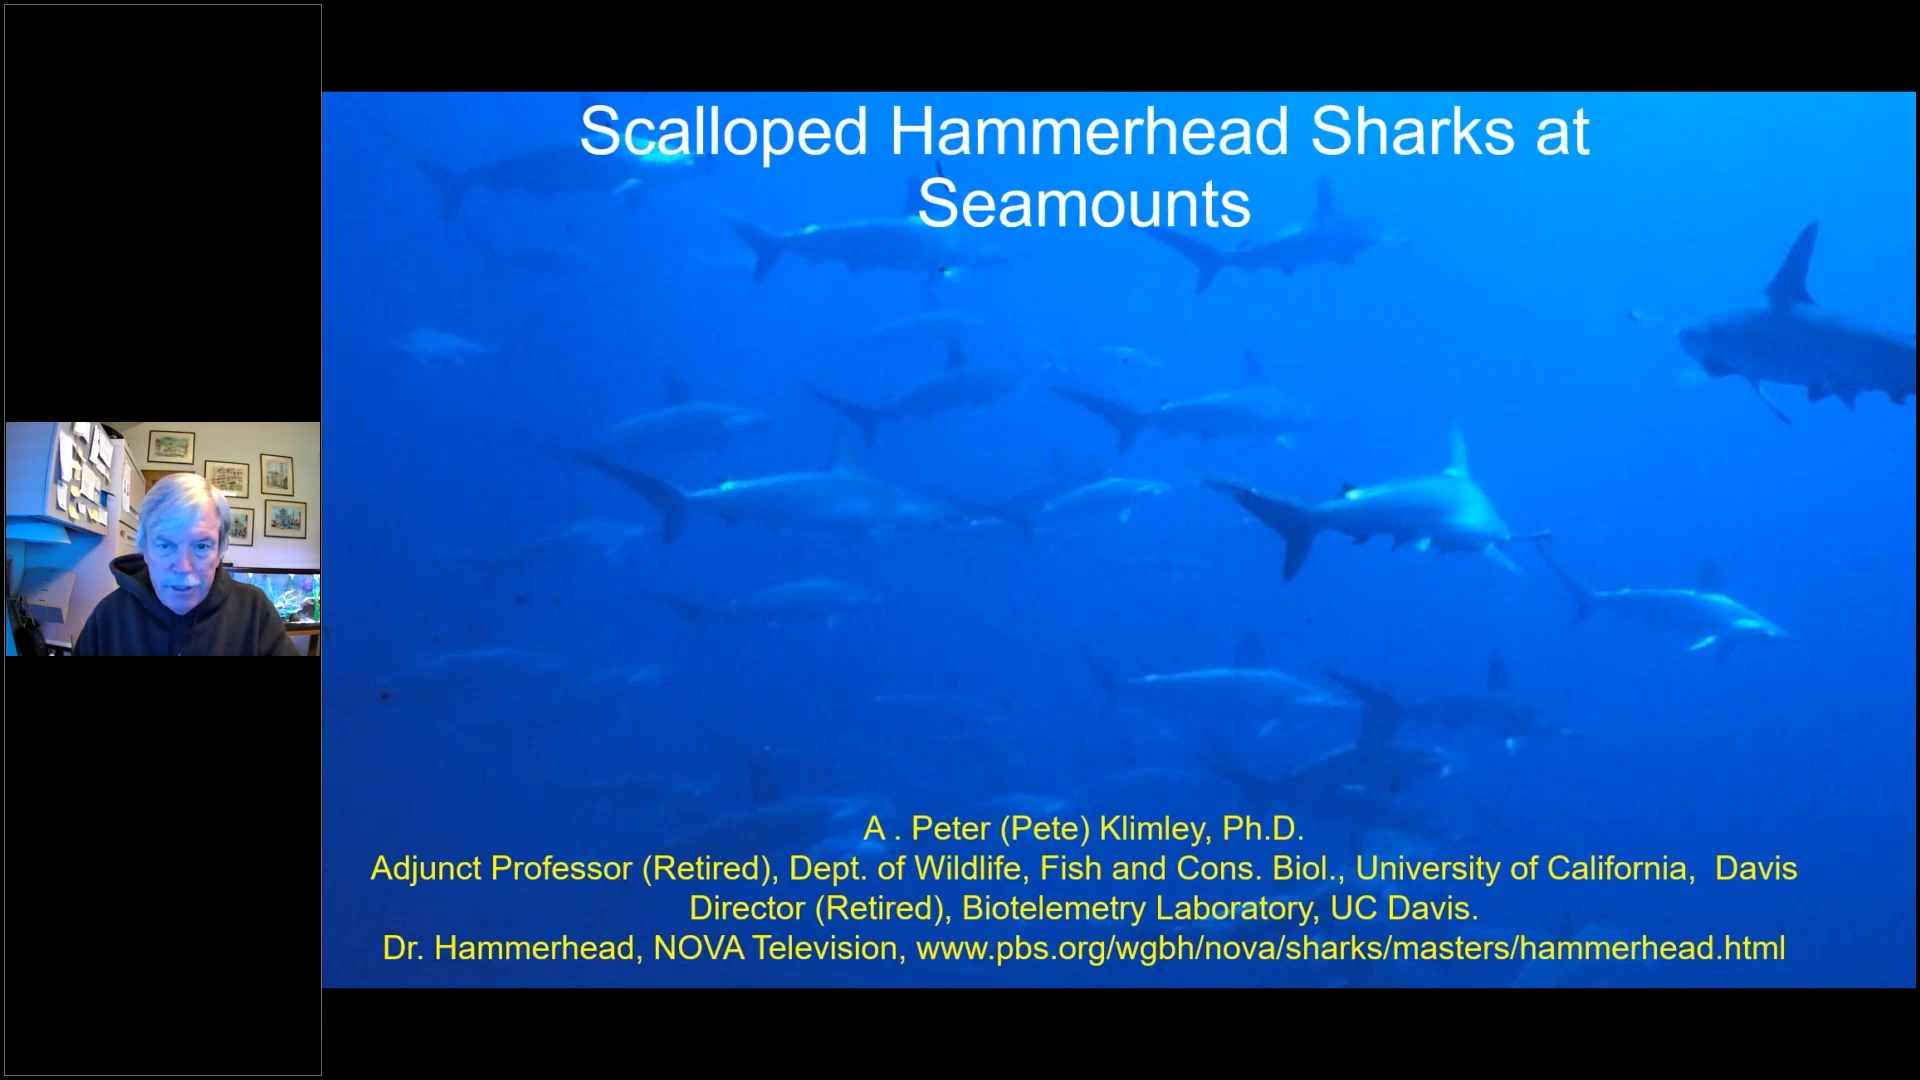 Scalloped Hammerhead Sharks at
Seamounts
A . Peter (Pete) Klimley, Ph.D.
Adjunct Professor (Retired), Dept. of Wildlife, Fish and Cons. Biol., University of California,  Davis
Director (Retired), Biotelemetry Laboratory, UC Davis.
Dr. Hammerhead, NOVA Television, www.pbs.org/wgbh/nova/sharks/masters/hammerhead.html